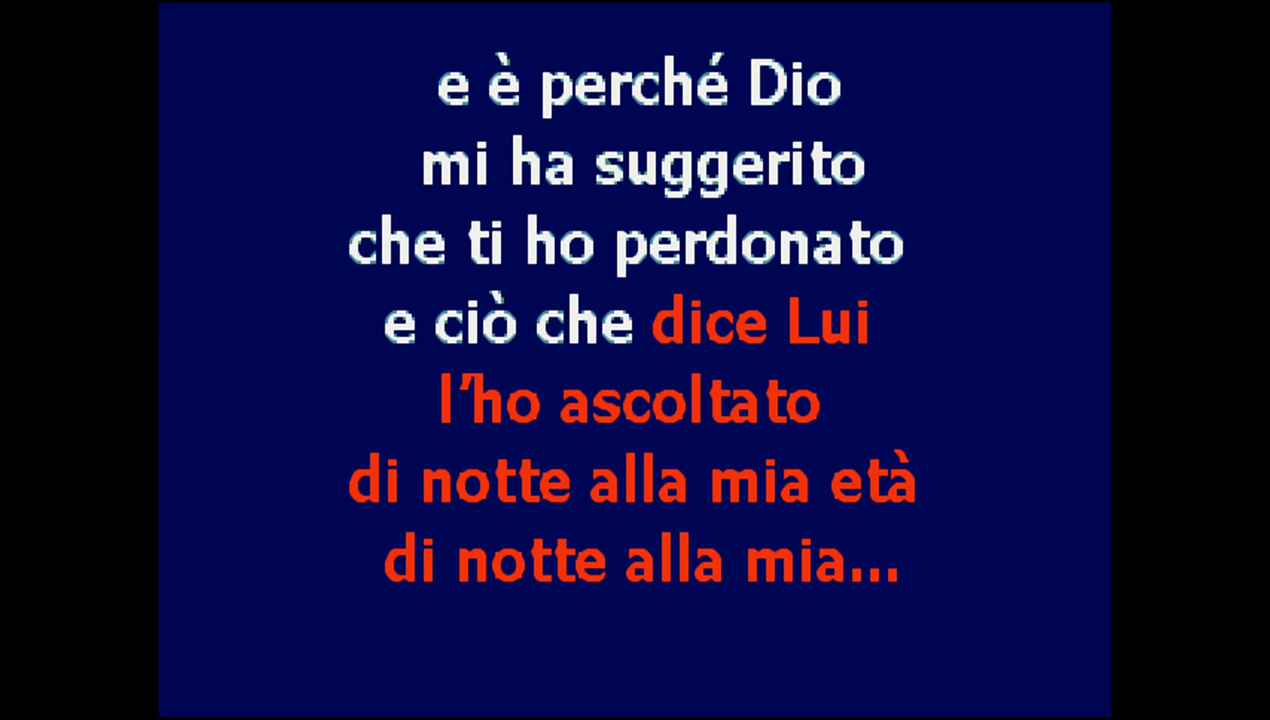 e è perché Dio
mi ha suggerito
che ti ho perdonato
e ciò che dice Lui
l'ho ascoltato
di notte alla mia età
di notte alla mia...